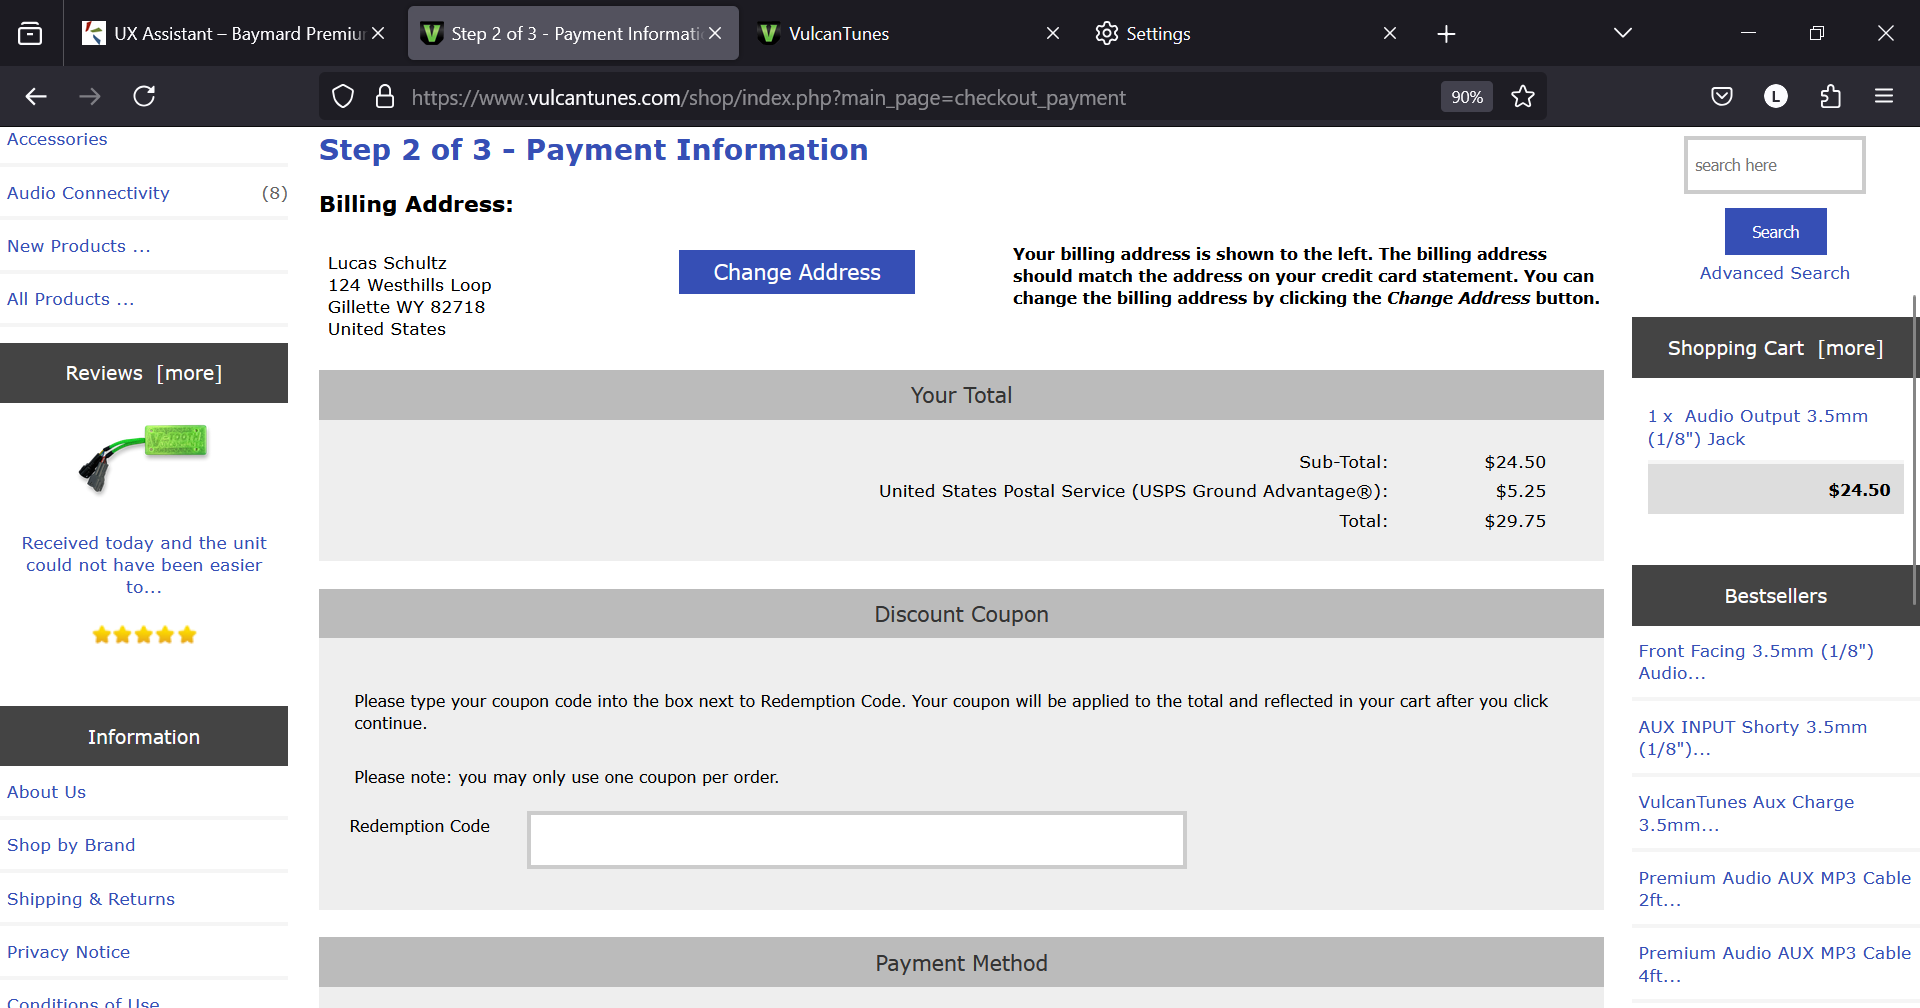 UX Assistant – Baymard Premiu
Step 2 of 3 - Payment Informati
VulcanTunes
Settings
https://www.vulcantunes.com/shop/index.php?main_page=checkout_payment
90%
L
Accessories
Audio Connectivity (8)
New Products ...
All Products ...
Reviews [more]
Received today and the unit
could not have been easier
to...
Information
About Us
Shop by Brand
Shipping & Returns
Privacy Notice
Conditions of Use
Step 2 of 3 - Payment Information
Billing Address:
Lucas Schultz
124 Westhills Loop
Gillette WY 82718
United States
Change Address
Your billing address is shown to the left. The billing address
should match the address on your credit card statement. You can
change the billing address by clicking the Change Address button.
Your Total
Sub-Total: $24.50
United States Postal Service (USPS Ground Advantage®): $5.25
Total: $29.75
Discount Coupon
Please type your coupon code into the box next to Redemption Code. Your coupon will be applied to the total and reflected in your cart after you click
continue.
Please note: you may only use one coupon per order.
Redemption Code
Payment Method
search here
Search
Advanced Search
Shopping Cart [more]
1 x Audio Output 3.5mm
(1/8") Jack
$24.50
Bestsellers
Front Facing 3.5mm (1/8")
Audio...
AUX INPUT Shorty 3.5mm
(1/8")...
VulcanTunes Aux Charge
3.5mm...
Premium Audio AUX MP3 Cable
2ft...
Premium Audio AUX MP3 Cable
4ft...